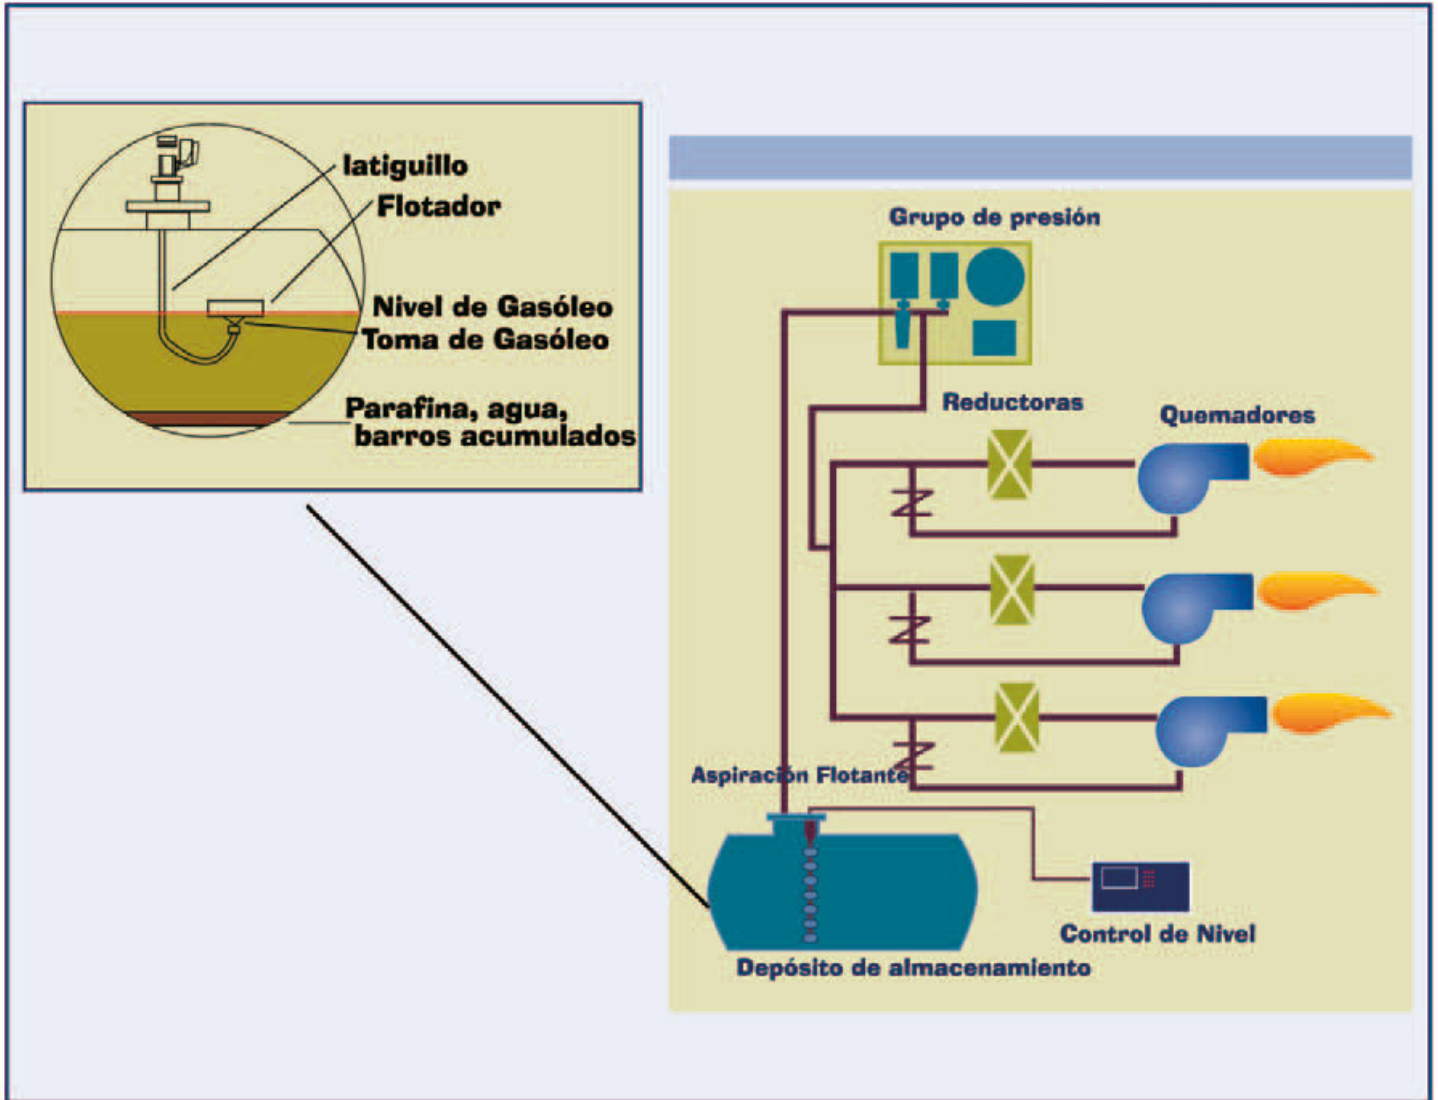 latiguillo
Flotador
Nivel de Gasóleo
Toma de Gasóleo
Parafina, agua,
barros acumulados
Grupo de presión
Reductoras
Quemadores
Aspiración Flotante
Control de Nivel
Depósito de almacenamiento